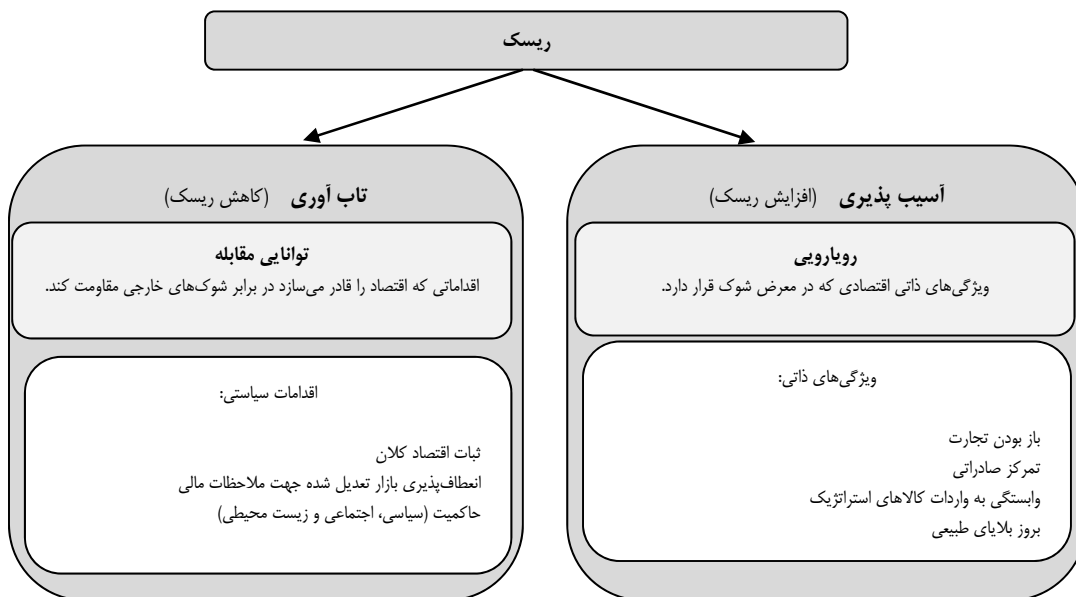 ریسک
آسیب پذیری (افزایش ریسک)
رویارویی
ویژگی‌های ذاتی اقتصادی که در معرض شوک قرار دارد.
ویژگی‌های ذاتی:
باز بودن تجارت
تمرکز صادراتی
وابستگی به واردات کالاهای استراتژیک
بروز بلایای طبیعی
تاب آوری (کاهش ریسک)
توانایی مقابله
اقداماتی که اقتصاد را قادر می‌سازد در برابر شوک‌های خارجی مقاومت کند.
اقدامات سیاستی:
ثبات اقتصاد کلان
انعطاف‌پذیری بازار تعدیل شده جهت ملاحظات مالی
حاکمیت (سیاسی، اجتماعی و زیست محیطی)